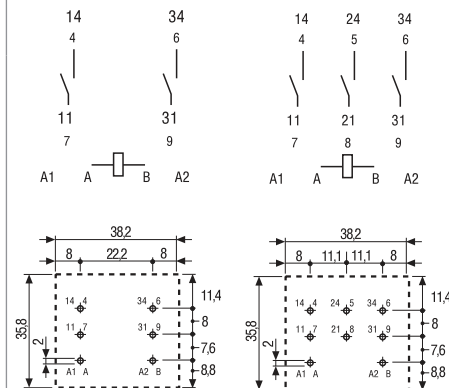 14 34
4 6
11 31
7 9
A1 A B A2
14 24 34
4 5 6
11 21 31
7 8 9
A1 A B A2
38,2
8 22,2 8
35,8
2
14 4 34 6
11 7 31 9
A1 A A2 B
11,4
8
7,6
8,8
38,2
8 11,1 11,1 8
35,8
2
14 4 24 5 34 6
11 7 21 8 31 9
A1 A A2 B
11,4
8
7,6
8,8